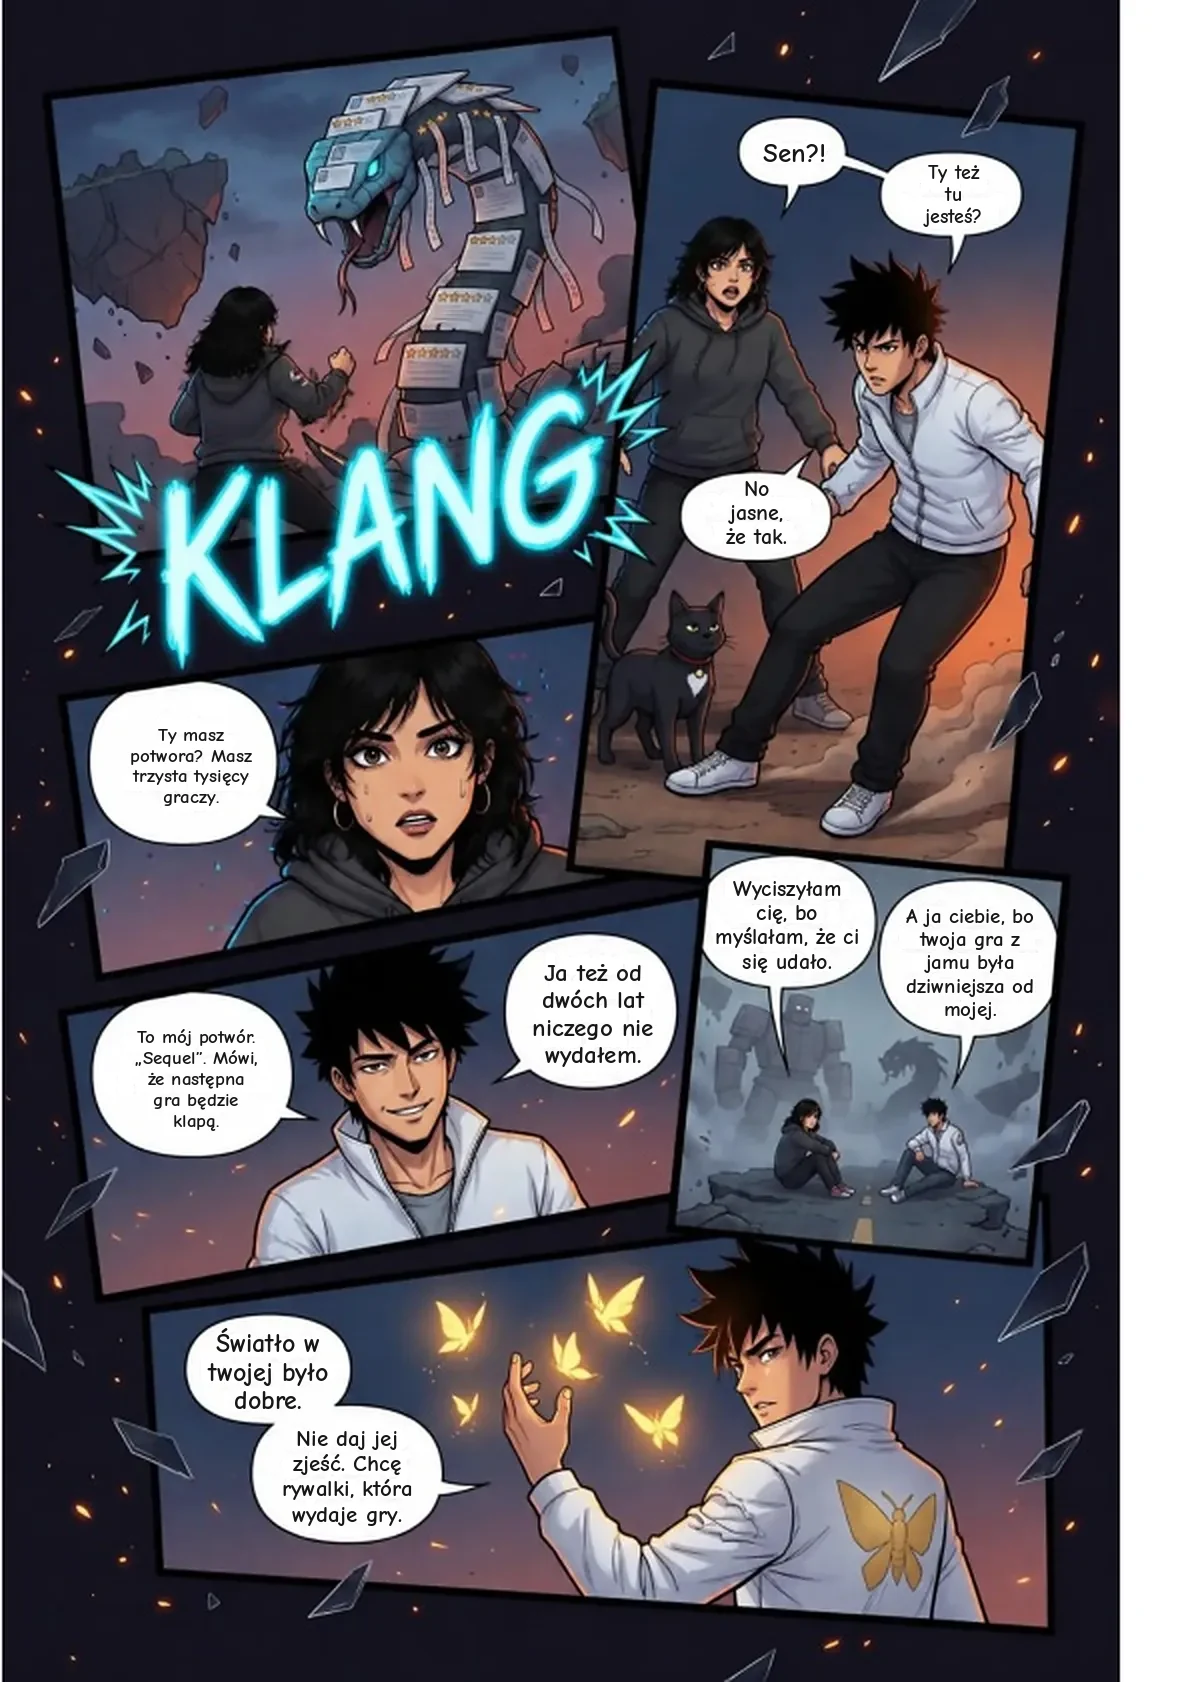 Sen?!
Ty też
tu
jesteś?
No
jasne,
że tak.
KLANG
Ty masz
potwora? Masz
trzysta tysięcy
graczy.
To mój potwór.
„Sequel”. Mówi,
że następna
gra będzie
klapą.
Ja też od
dwóch lat
niczego nie
wydałem.
Wyciszyłam
cię, bo
myślałam, że ci
się udało.
A ja ciebie, bo
twoja gra z
jamu była
dziwniejsza od
mojej.
Światło w
twojej było
dobre.
Nie daj jej
zjeść. Chcę
rywalki, która
wydaje gry.